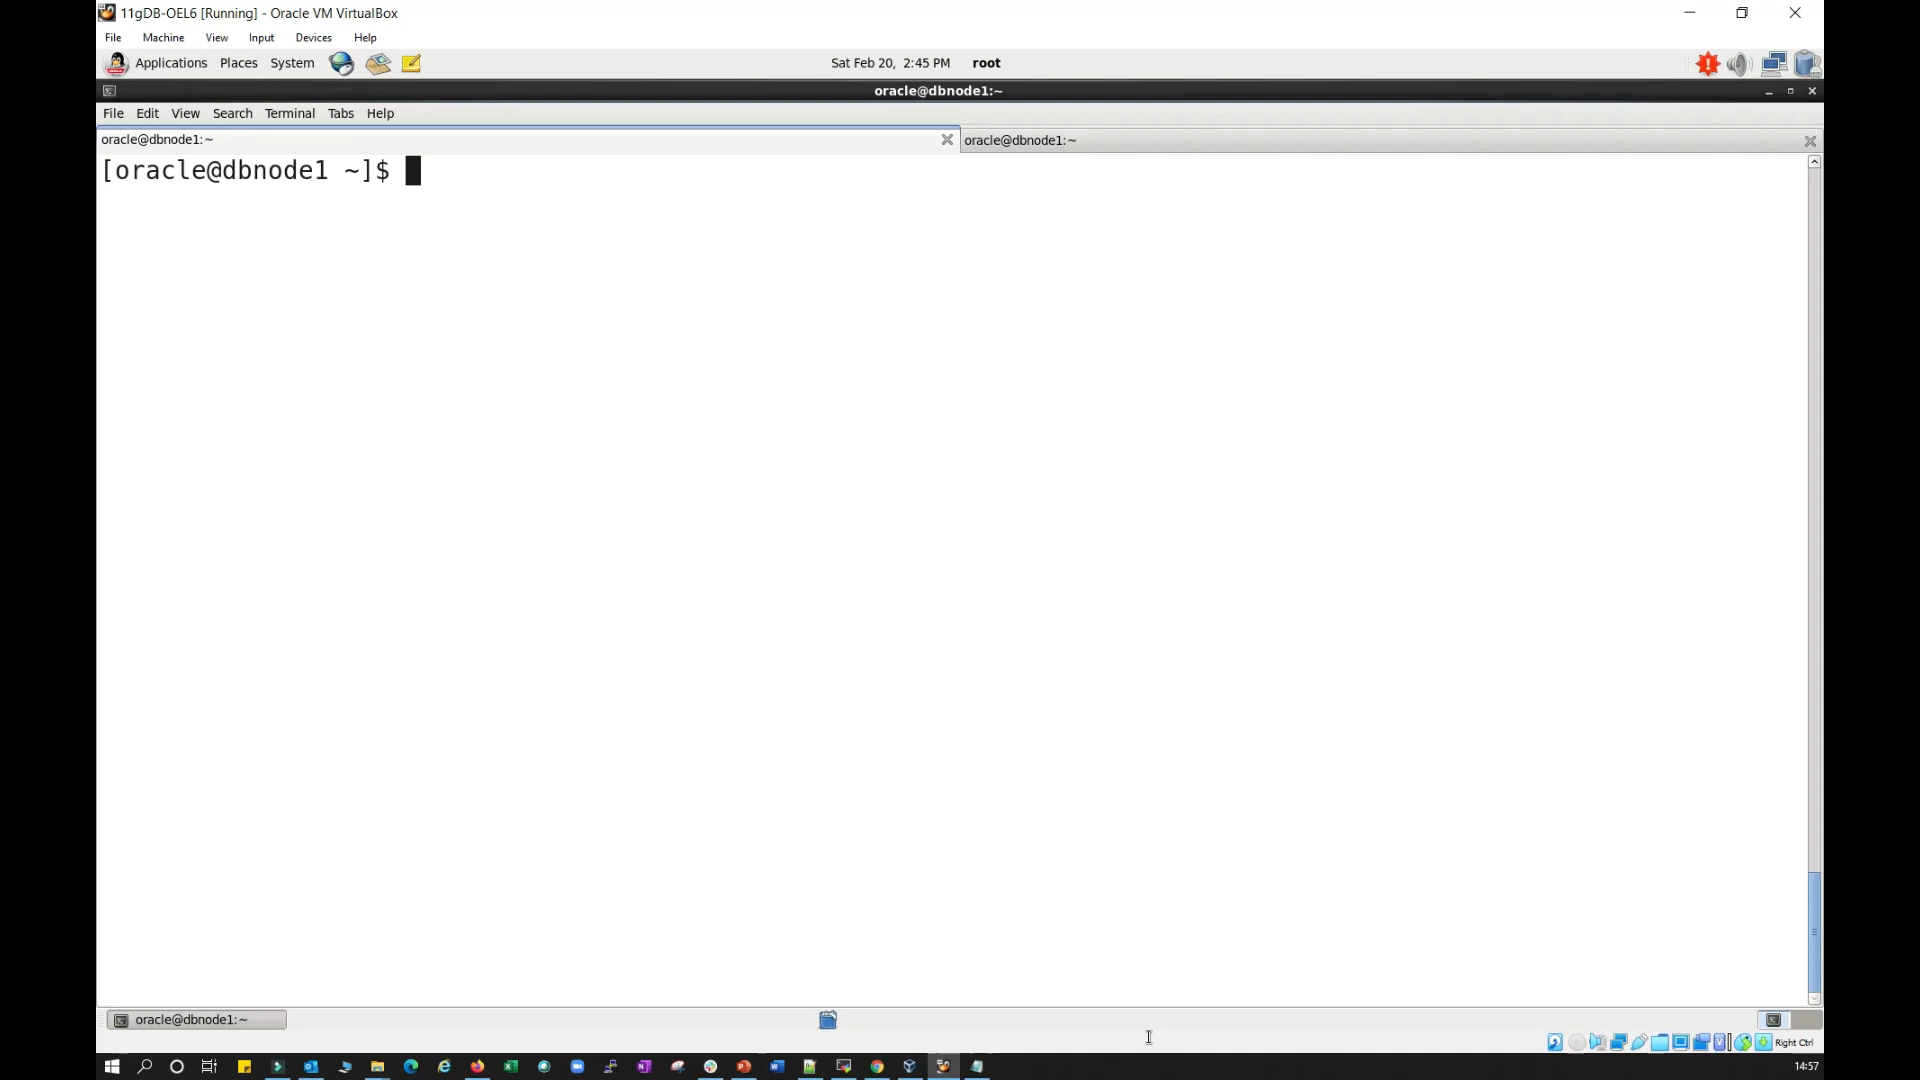 11gDB-OEL6 [Running] - Oracle VM VirtualBox
File Machine View Input Devices Help
Applications Places System Sat Feb 20, 2:45 PM root
oracle@dbnode1:~
File Edit View Search Terminal Tabs Help
oracle@dbnode1:~ oracle@dbnode1:~
[oracle@dbnode1 ~]$
oracle@dbnode1:~
Right Ctrl
14:57